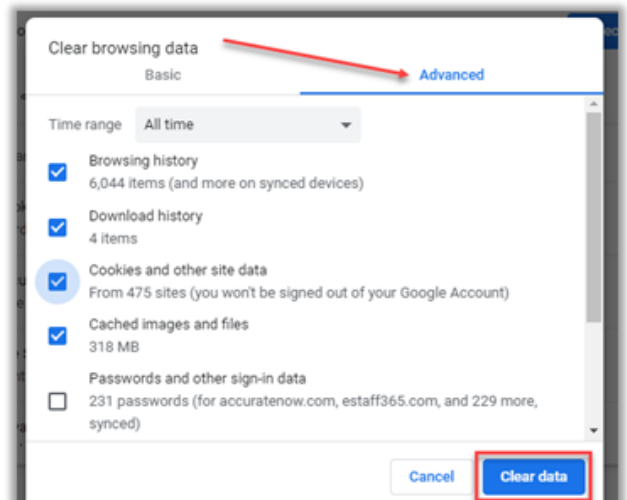 Clear browsing data
Basic
Advanced
Time range
All time
Browsing history
6,044 items (and more on synced devices)
Download history
4 items
Cookies and other site data
From 475 sites (you won't be signed out of your Google Account)
Cached images and files
318 MB
Passwords and other sign-in data
231 passwords (for accuratenow.com, estaff365.com, and 229 more,
synced)
Cancel
Clear data